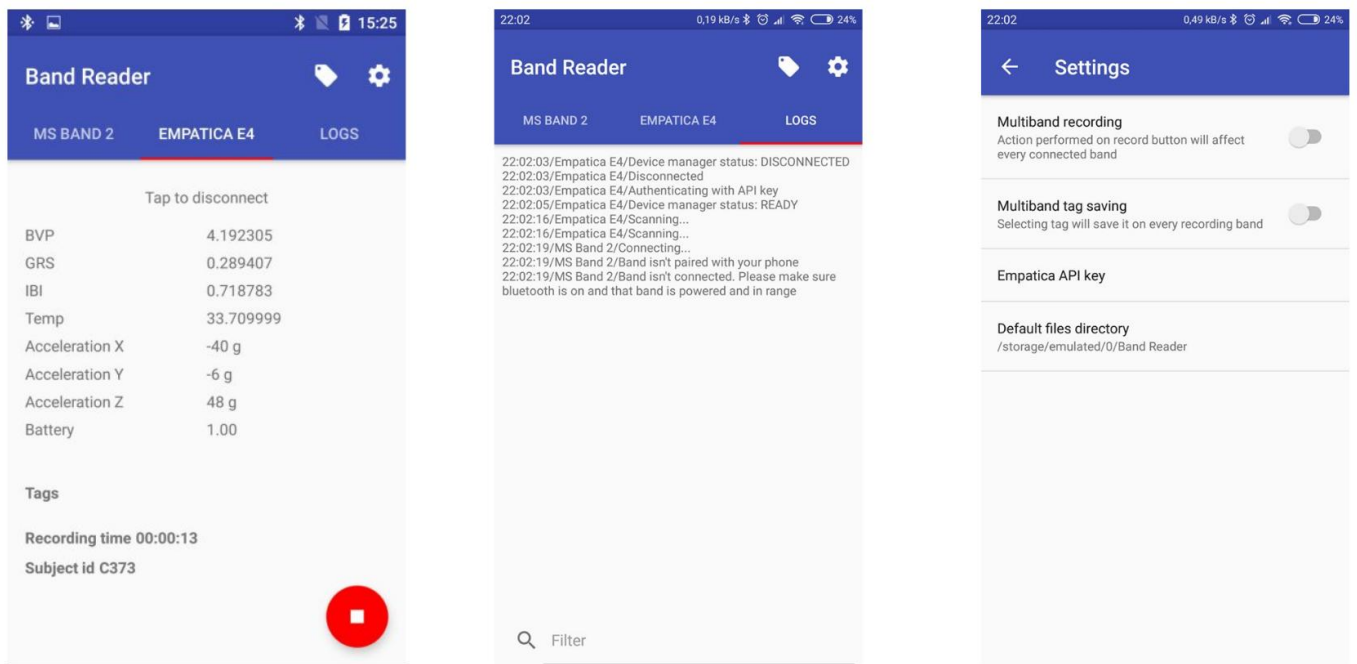 15:25
Band Reader
MS BAND 2 EMPATICA E4 LOGS
Tap to disconnect
BVP 4.192305
GRS 0.289407
IBI 0.718783
Temp 33.709999
Acceleration X -40 g
Acceleration Y -6 g
Acceleration Z 48 g
Battery 1.00
Tags
Recording time 00:00:13
Subject id C373
22:02 0,19 kB/s 24%
Band Reader
MS BAND 2 EMPATICA E4 LOGS
22:02:03/Empatica E4/Device manager status: DISCONNECTED
22:02:03/Empatica E4/Disconnected
22:02:03/Empatica E4/Authenticating with API key
22:02:05/Empatica E4/Device manager status: READY
22:02:16/Empatica E4/Scanning...
22:02:16/Empatica E4/Scanning...
22:02:19/MS Band 2/Connecting...
22:02:19/MS Band 2/Band isn't paired with your phone
22:02:19/MS Band 2/Band isn't connected. Please make sure
bluetooth is on and that band is powered and in range
Filter
22:02 0,49 kB/s 24%
Settings
Multiband recording
Action performed on record button will affect
every connected band
Multiband tag saving
Selecting tag will save it on every recording band
Empatica API key
Default files directory
/storage/emulated/0/Band Reader